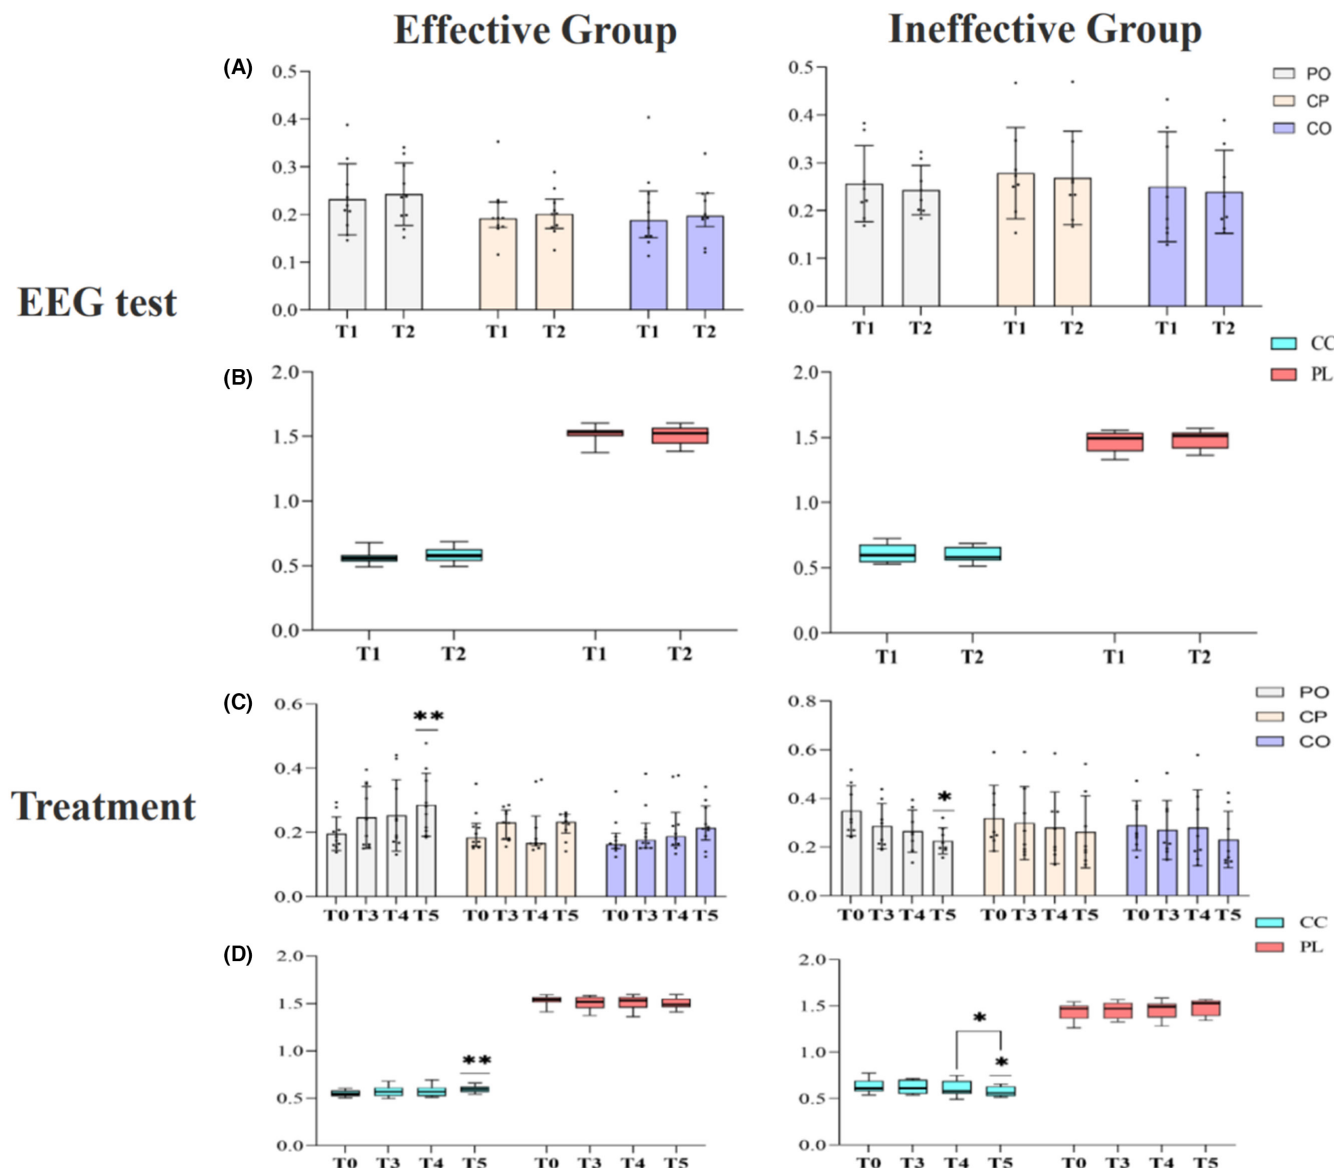 Effective Group
Ineffective Group
(A)
0.5
0.4
0.3
0.2
0.1
0.0
T1 T2 T1 T2 T1 T2
0.5
0.4
0.3
0.2
0.1
0.0
T1 T2 T1 T2 T1 T2
PO
CP
CO
EEG test
(B)
2.0
1.5
1.0
0.5
0.0
T1 T2 T1 T2
2.0
1.5
1.0
0.5
0.0
T1 T2 T1 T2
CC
PL
(C)
0.6
0.4
0.2
0.0
**
T0 T3 T4 T5 T0 T3 T4 T5 T0 T3 T4 T5
0.8
0.6
0.4
0.2
0.0
*
T0 T3 T4 T5 T0 T3 T4 T5 T0 T3 T4 T5
PO
CP
CO
Treatment
(D)
2.0
1.5
1.0
0.5
0.0
**
T0 T3 T4 T5 T0 T3 T4 T5
2.0
1.5
1.0
0.5
0.0
*
*
T0 T3 T4 T5 T0 T3 T4 T5
CC
PL